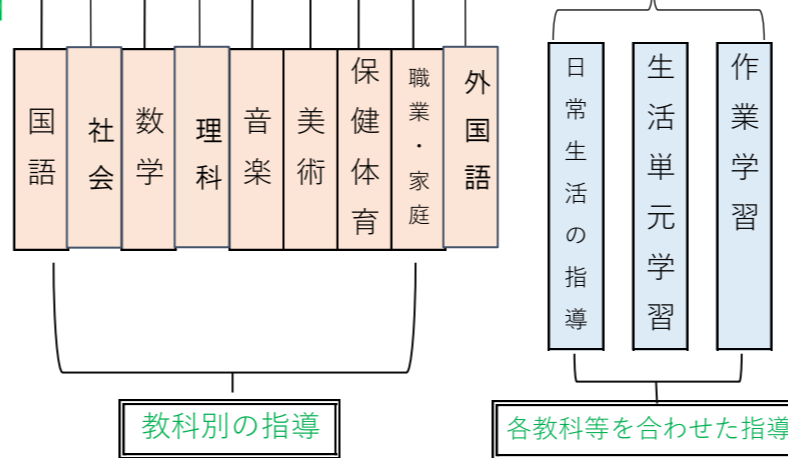 国語
社会
数学
理科
音楽
美術
保健体育
職業・家庭
外国語
日常生活の指導
生活単元学習
作業学習
教科別の指導
各教科等を合わせた指導